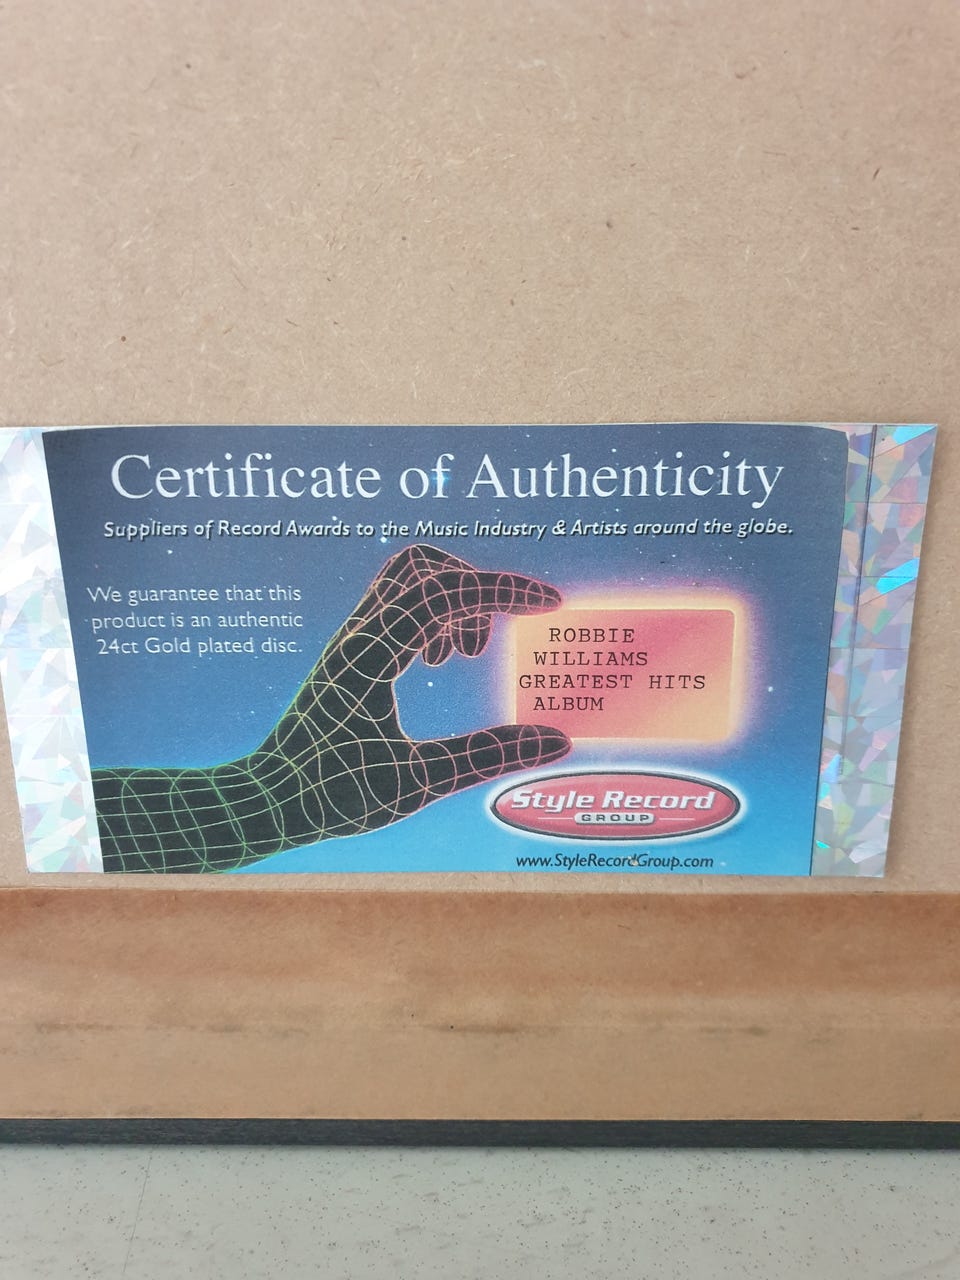 Certificate of Authenticity
Suppliers of Record Awards to the Music Industry & Artists around the globe.
We guarantee that this
product is an authentic
24ct Gold plated disc.
ROBBIE
WILLIAMS
GREATEST HITS
ALBUM
Style Record
GROUP
www.StyleRecordGroup.com